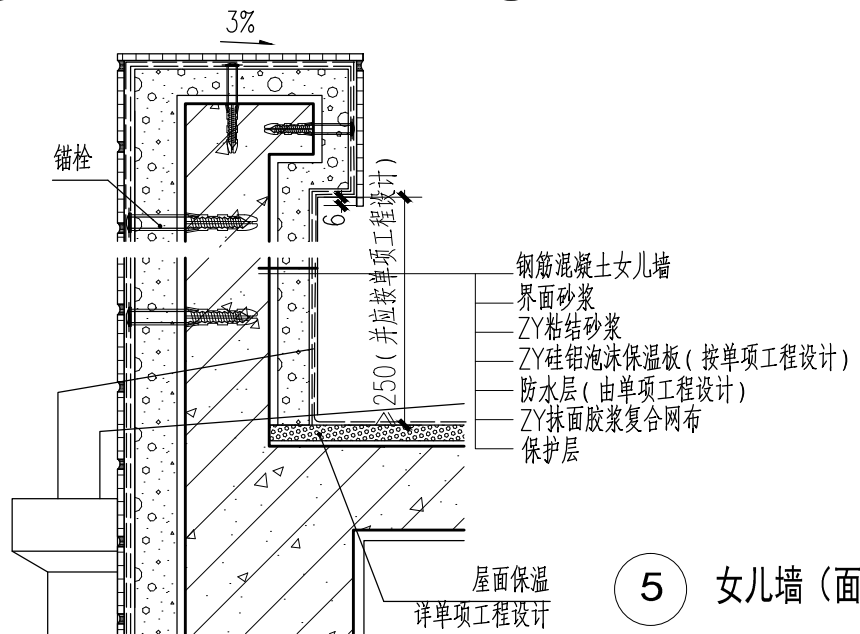 3%
锚栓
6
≥250(并应按单项工程设计)
钢筋混凝土女儿墙
界面砂浆
ZY粘结砂浆
ZY硅铝泡沫保温板(按单项工程设计)
防水层(由单项工程设计)
ZY抹面胶浆复合网布
保护层
屋面保温
详单项工程设计
5 女儿墙(面